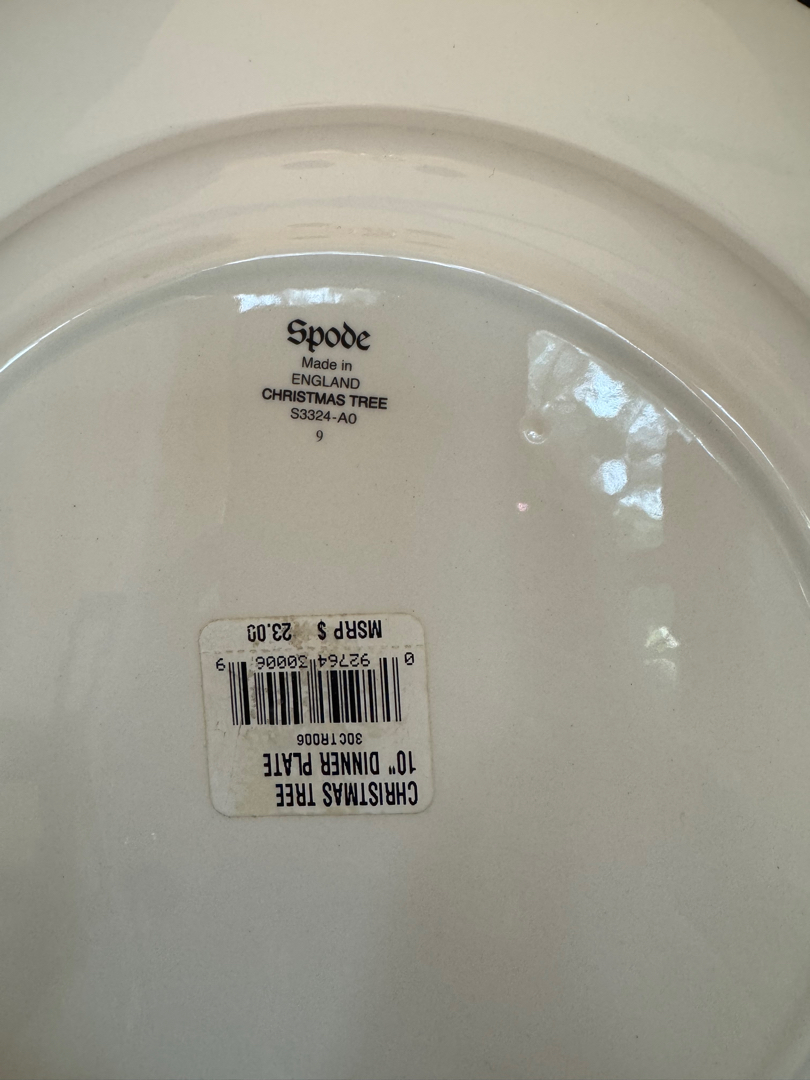 Spode
Made in
ENGLAND
CHRISTMAS TREE
S3324-A0
9
CHRISTMAS TREE
10" DINNER PLATE
30CTR006
0 92764 30006 9
MSRP $ 23.00